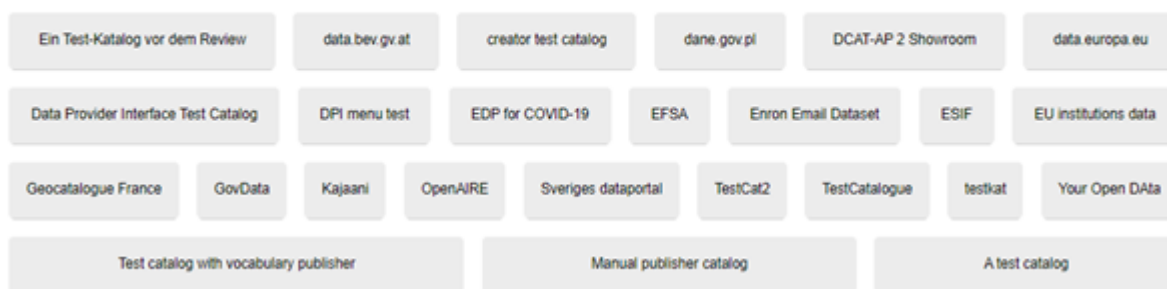 Ein Test-Katalog vor dem Review data.bev.gv.at creator test catalog dane.gov.pl DCAT-AP 2 Showroom data.europa.eu
Data Provider Interface Test Catalog DPI menu test EDP for COVID-19 EFSA Enron Email Dataset ESIF EU institutions data
Geocatalogue France GovData Kajaani OpenAIRE Sveriges dataportal TestCat2 TestCatalogue testkat Your Open DAta
Test catalog with vocabulary publisher Manual publisher catalog A test catalog